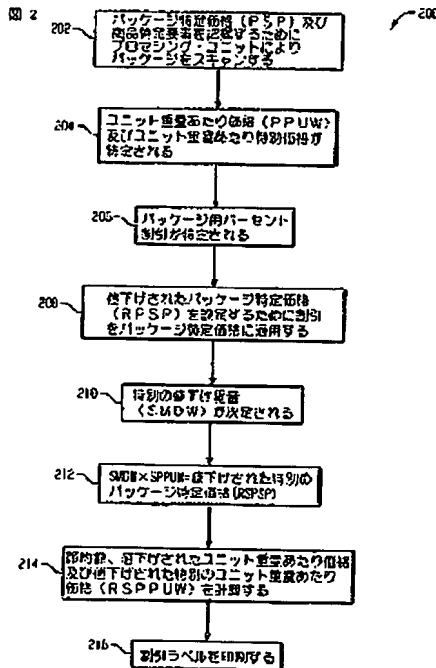 図 2
200
202
パッケージ特定価格（PSP）及び
商品特定要素を認識するために
プロセシング・ユニットにより
パッケージをスキャンする
204
ユニット重量あたり価格（PPUW）
及びユニット重量あたり特別価格が
特定される
205
パッケージ用パーセント
割引が特定される
208
値下げされたパッケージ特定価格
（RPSP）を設定するために割引
をパッケージ特定価格に適用する
210
特別の値下げ重量
（SMDW）が決定される
212
SMDW×SPPUW=値下げされた特別の
パッケージ特定価格(RSPSP)
214
節約額、値下げされたユニット重量あたり価格
及び値下げされた特別のユニット重量あたり
価格（RSPPUW）を計算する
216
割引ラベルを印刷する